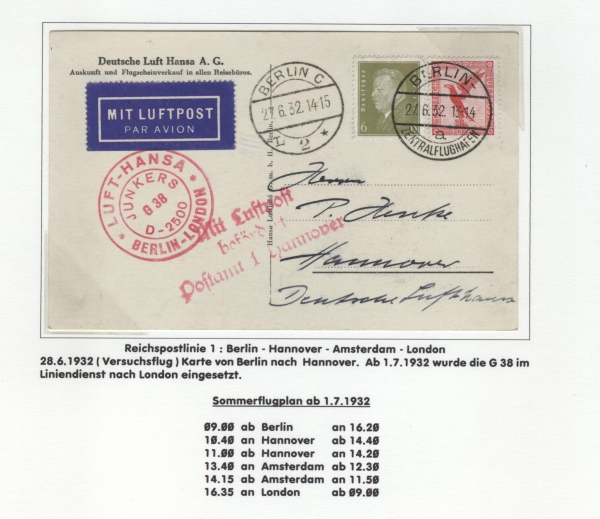 Deutsche Luft Hansa A. G.
Auskunft und Flugscheinverkauf in allen Reisebüros.
MIT LUFTPOST
PAR AVION
BERLIN C
27.6.32.14-15
L 2 *
6
BERLIN
27.6.32.13-14
a
ZENTRALFLUGHAFEN
* LUFT-HANSA *
JUNKERS
G 38
D-2500
BERLIN-LONDON
Mit Luftpost
befördert
Postamt 1 Hannover
Herrn
P. Henke
Hannover
Deutsche Lufthansa
Reichspostlinie 1 : Berlin - Hannover - Amsterdam - London
28.6.1932 ( Versuchsflug ) Karte von Berlin nach Hannover. Ab 1.7.1932 wurde die G 38 im
Liniendienst nach London eingesetzt.
Sommerflugplan ab 1.7.1932
09.00 ab Berlin an 16.20
10.40 an Hannover ab 14.40
11.00 ab Hannover an 14.20
13.40 an Amsterdam ab 12.30
14.15 ab Amsterdam an 11.50
16.35 an London ab 09.00